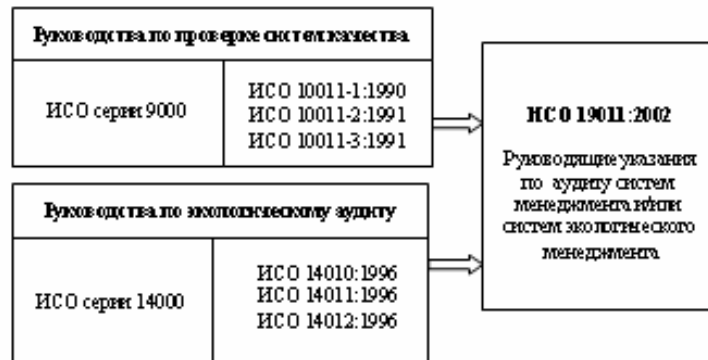 Руководства по проверке систем качества
ИСО серии 9000
ИСО 10011-1:1990
ИСО 10011-2:1991
ИСО 10011-3:1991
Руководства по экологическому аудиту
ИСО серии 14000
ИСО 14010:1996
ИСО 14011:1996
ИСО 14012:1996
ИСО 19011:2002
Руководящие указания
по аудиту систем
менеджмента и/или
систем экологического
менеджмента